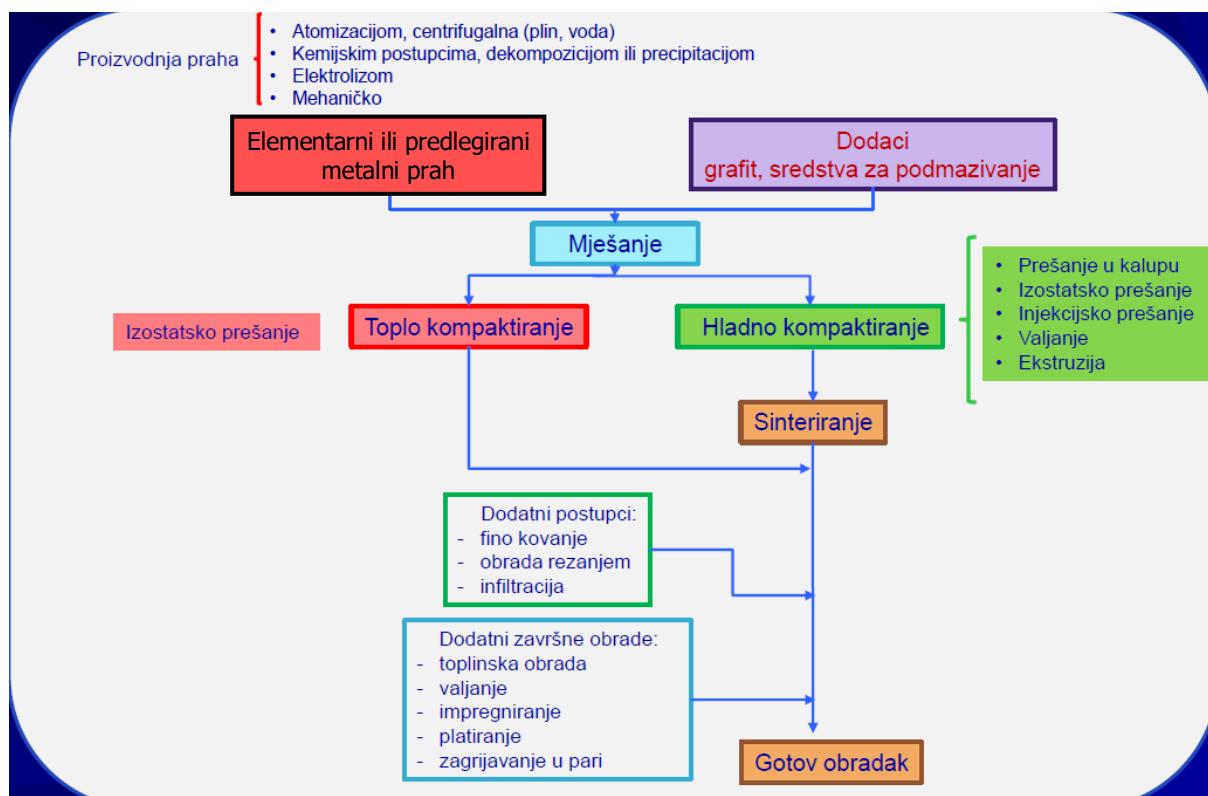 Proizvodnja praha
• Atomizacijom, centrifugalna (plin, voda)
• Kemijskim postupcima, dekompozicijom ili precipitacijom
• Elektrolizom
• Mehaničko
Elementarni ili predlegirani
metalni prah
Dodaci
grafit, sredstva za podmazivanje
Mješanje
Izostatsko prešanje
Toplo kompaktiranje
Hladno kompaktiranje
• Prešanje u kalupu
• Izostatsko prešanje
• Injekcijsko prešanje
• Valjanje
• Ekstruzija
Sinteriranje
Dodatni postupci:
- fino kovanje
- obrada rezanjem
- infiltracija
Dodatni završne obrade:
- toplinska obrada
- valjanje
- impregniranje
- platiranje
- zagrijavanje u pari
Gotov obradak